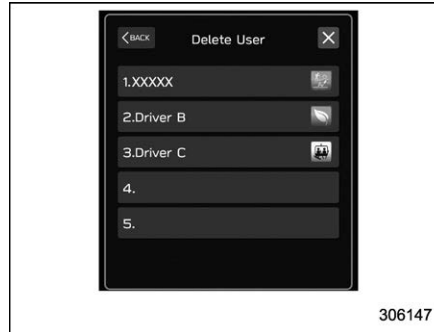 BACK Delete User X
1.XXXXX
2.Driver B
3.Driver C
4.
5.
306147